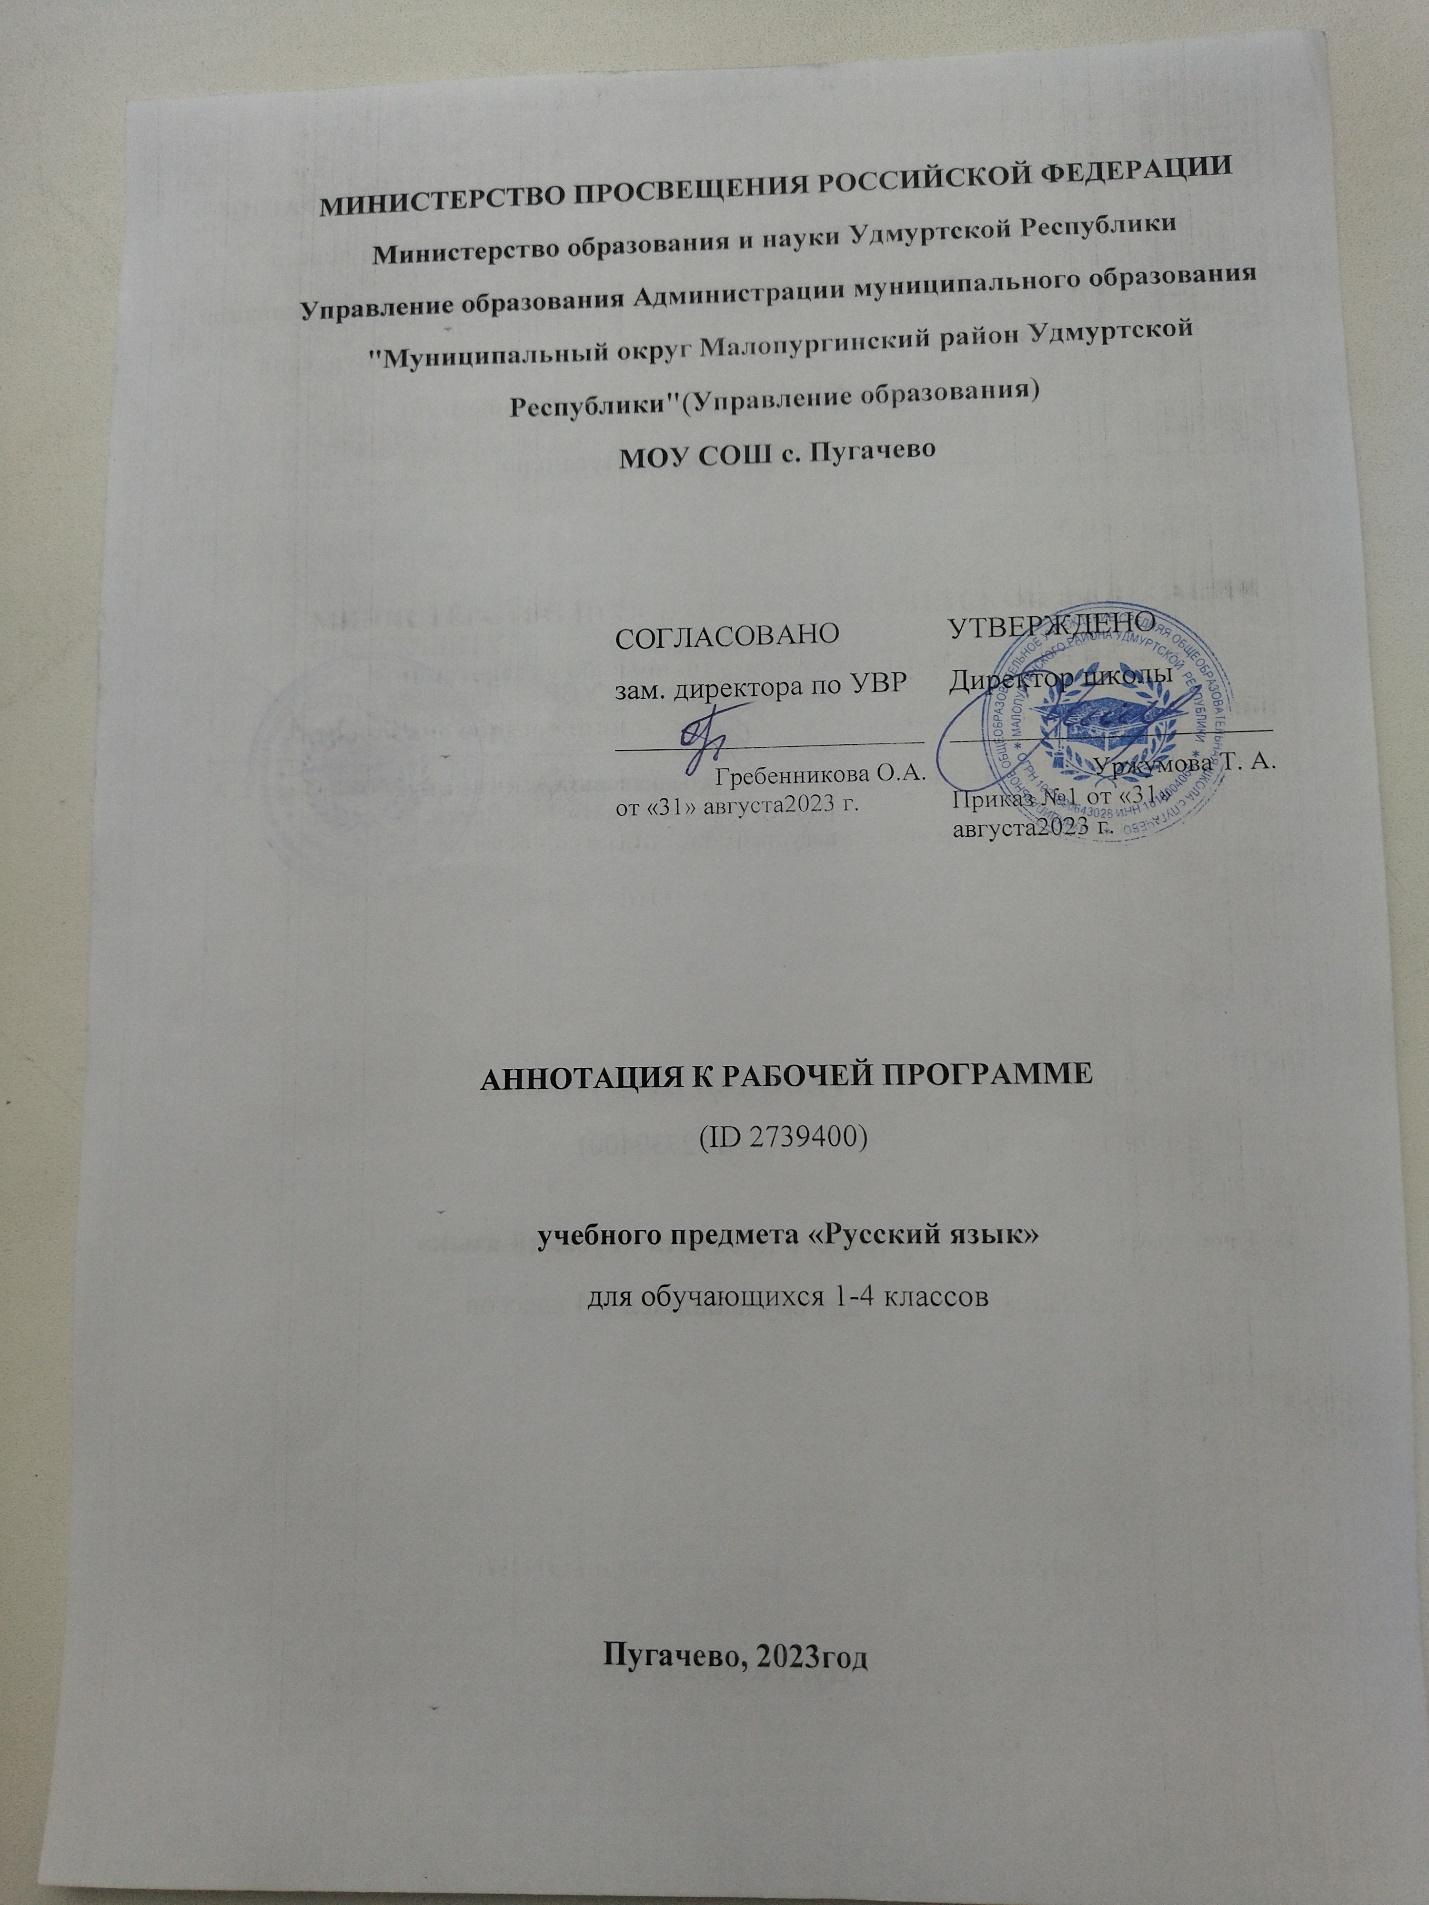 МИНИСТЕРСТВО ПРОСВЕЩЕНИЯ РОССИЙСКОЙ ФЕДЕРАЦИИ
Министерство образования и науки Удмуртской Республики
Управление образования Администрации муниципального образования
"Муниципальный округ Малопургинский район Удмуртской
Республики"(Управление образования)
МОУ СОШ с. Пугачево
СОГЛАСОВАНО
зам. директора по УВР
Гребенникова О.А.
от «31» августа2023 г.
УТВЕРЖДЕНО
Директор школы
Уржумова Т. А.
Приказ №1 от «31»
августа2023 г.
АННОТАЦИЯ К РАБОЧЕЙ ПРОГРАММЕ
(ID 2739400)
учебного предмета «Русский язык»
для обучающихся 1-4 классов
Пугачево, 2023год